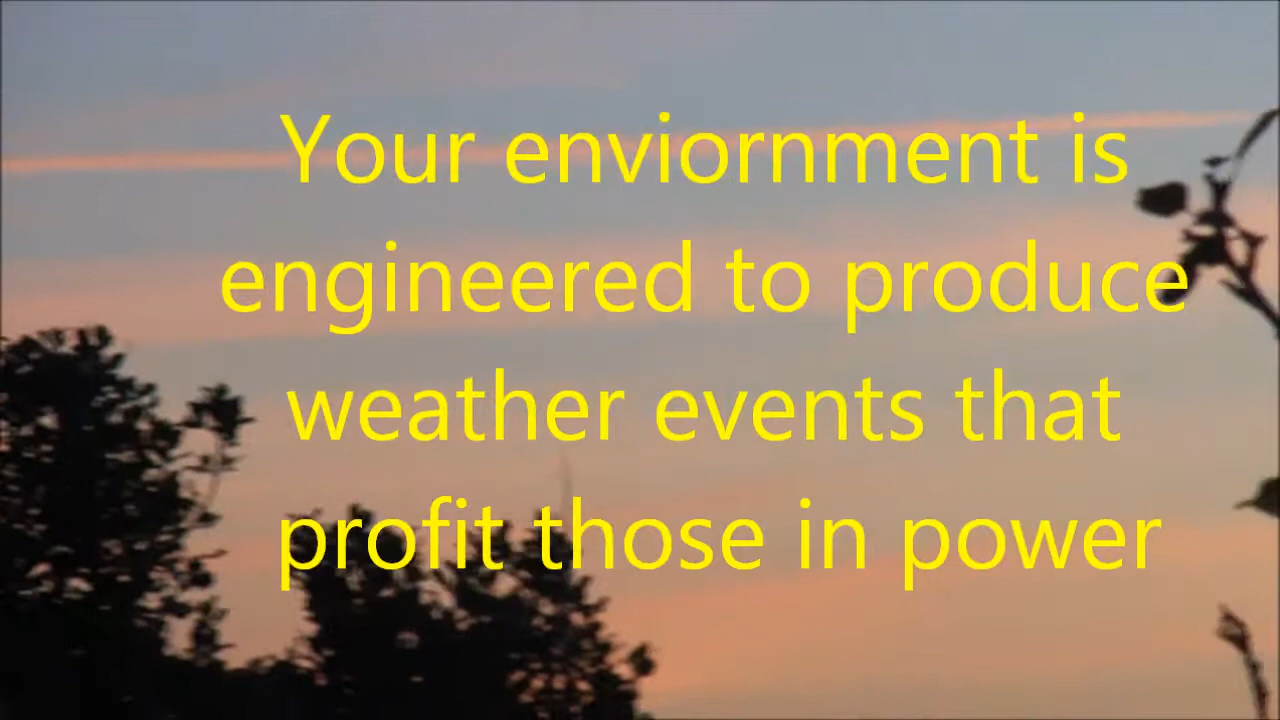 Your enviornment is
engineered to produce
weather events that
profit those in power